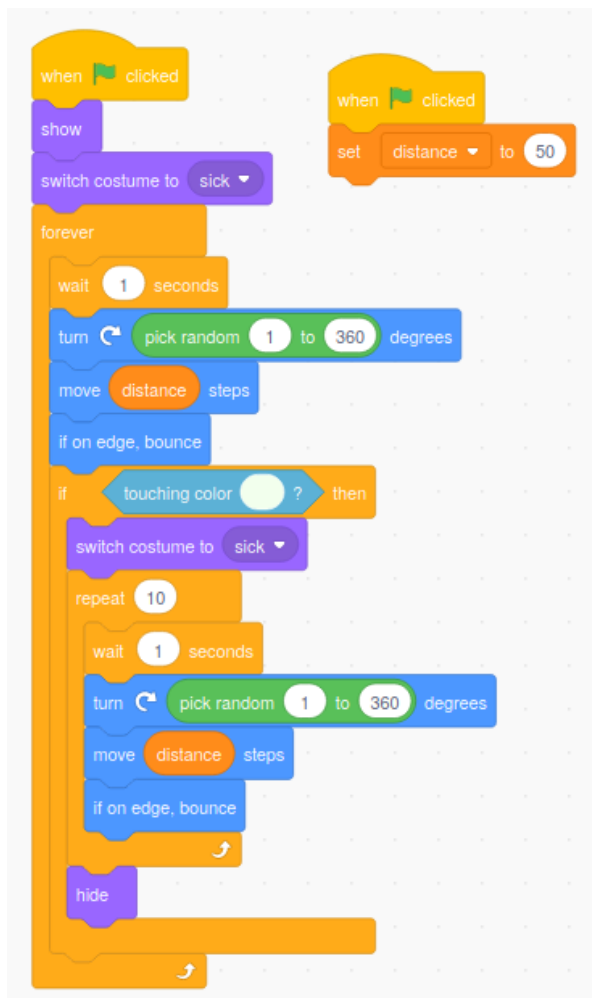 when clicked
show
switch costume to sick
forever
wait 1 seconds
turn pick random 1 to 360 degrees
move distance steps
if on edge, bounce
if touching color ? then
switch costume to sick
repeat 10
wait 1 seconds
turn pick random 1 to 360 degrees
move distance steps
if on edge, bounce
hide
when clicked
set distance to 50